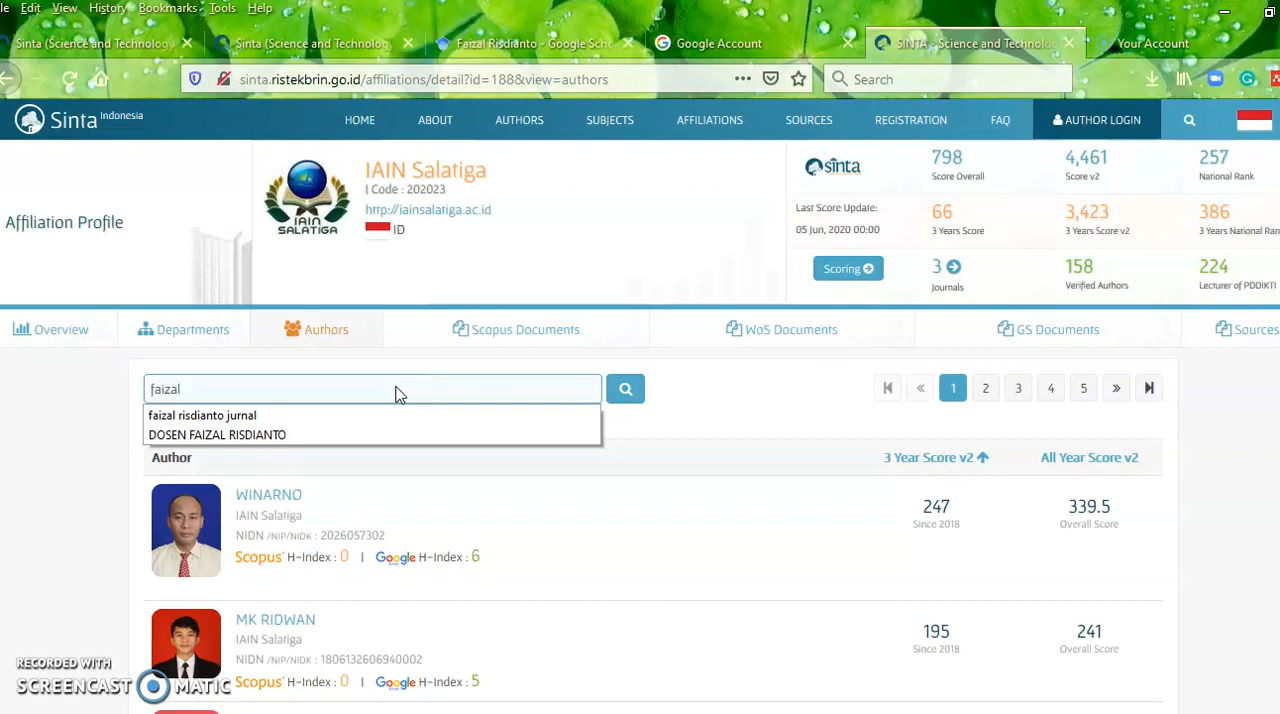 le Edit View History Bookmarks Tools Help
Sinta (Science and Technology
Sinta (Science and Technolog
Faizal Risdianto - Google Scho
Google Account
SINTA - Science and Technolo
Your Account
sinta.ristekbrin.go.id/affiliations/detail?id=188&view=authors
Search
Sinta Indonesia
HOME ABOUT AUTHORS SUBJECTS AFFILIATIONS SOURCES REGISTRATION FAQ AUTHOR LOGIN
Affiliation Profile
IAIN SALATIGA
IAIN Salatiga
| Code : 202023
http://iainsalatiga.ac.id
ID
sinta
Last Score Update:
05 Jun, 2020 00:00
Scoring
798 4,461 257
Score Overall Score v2 National Rank
66 3,423 386
3 Years Score 3 Years Score v2 3 Years National Ran
3 158 224
Journals Verified Authors Lecturer of PDDIKTI
Overview Departments Authors Scopus Documents WoS Documents GS Documents Sources
faizal
1 2 3 4 5 »
faizal risdianto jurnal
DOSEN FAIZAL RISDIANTO
Author 3 Year Score v2 All Year Score v2
WINARNO
IAIN Salatiga
NIDN /NIP/NIDK : 2026057302
Scopus H-Index : 0 | Google H-Index : 6
247 339.5
Since 2018 Overall Score
MK RIDWAN
IAIN Salatiga
NIDN /NIP/NIDK : 1806132606940002
Scopus H-Index : 0 | Google H-Index : 5
195 241
Since 2018 Overall Score
RECORDED WITH
SCREENCAST MATIC